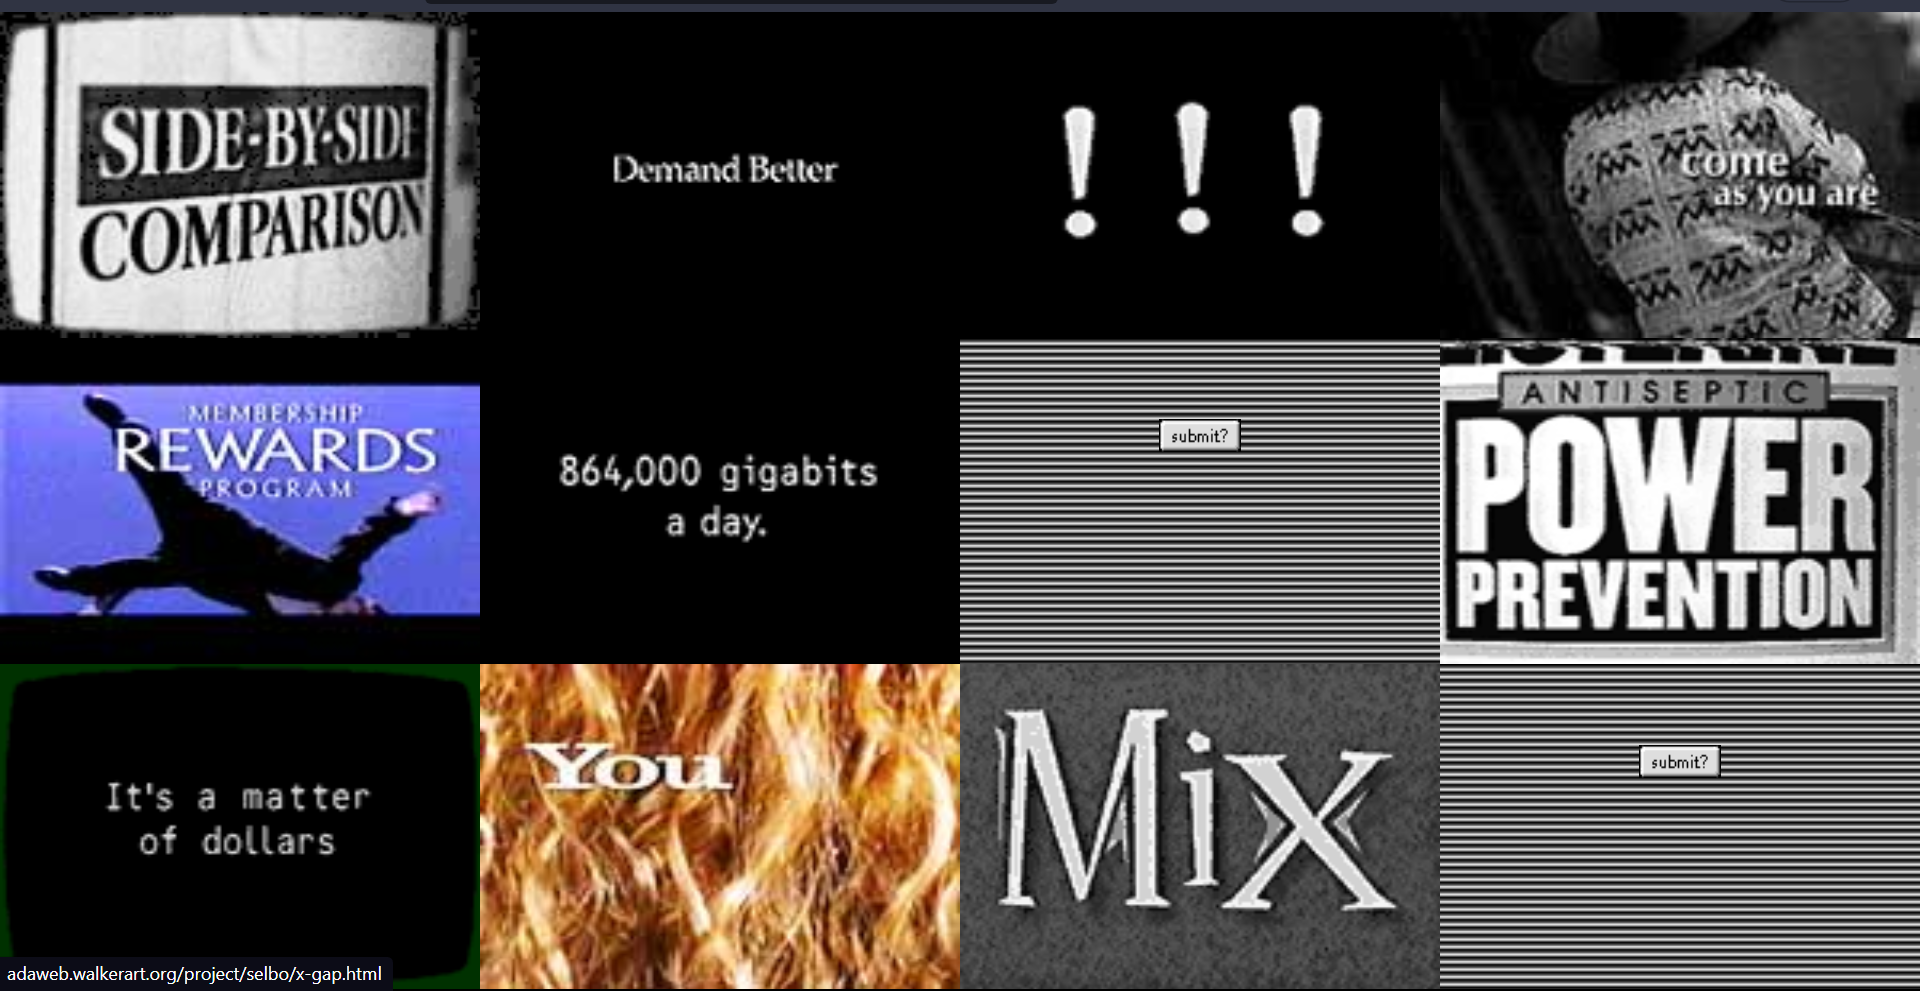 SIDE-BY-SIDE
COMPARISON
Demand Better
! ! !
come
as you are
MEMBERSHIP
REWARDS
PROGRAM
864,000 gigabits
a day.
submit?
ANTISEPTIC
POWER
PREVENTION
It's a matter
of dollars
You
Mix
submit?
adaweb.walkerart.org/project/selbo/x-gap.html